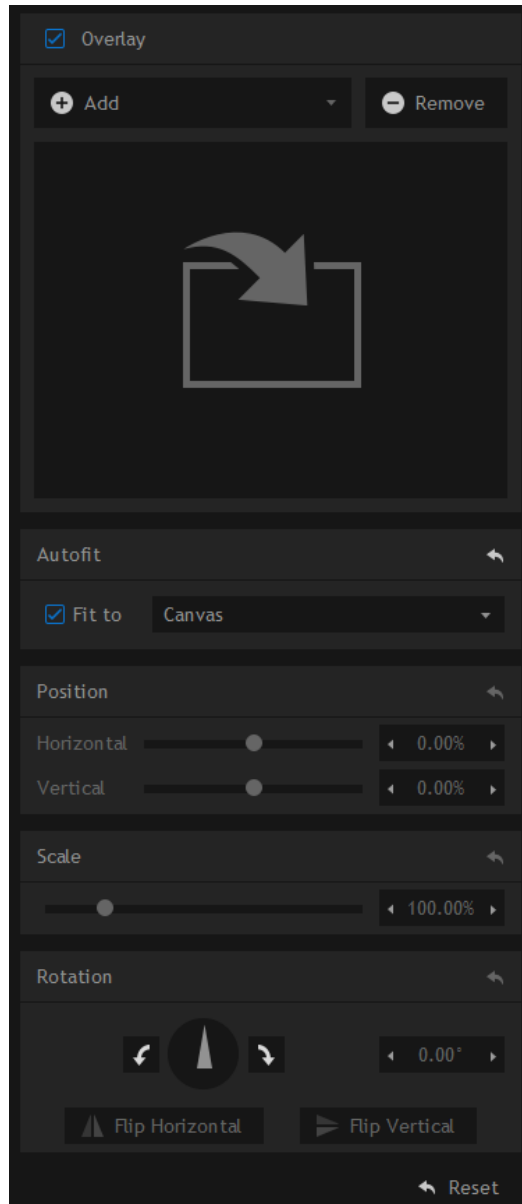 Overlay
Add Remove
Autofit
Fit to Canvas
Position
Horizontal 0.00%
Vertical 0.00%
Scale
100.00%
Rotation
0.00°
Flip Horizontal Flip Vertical
Reset